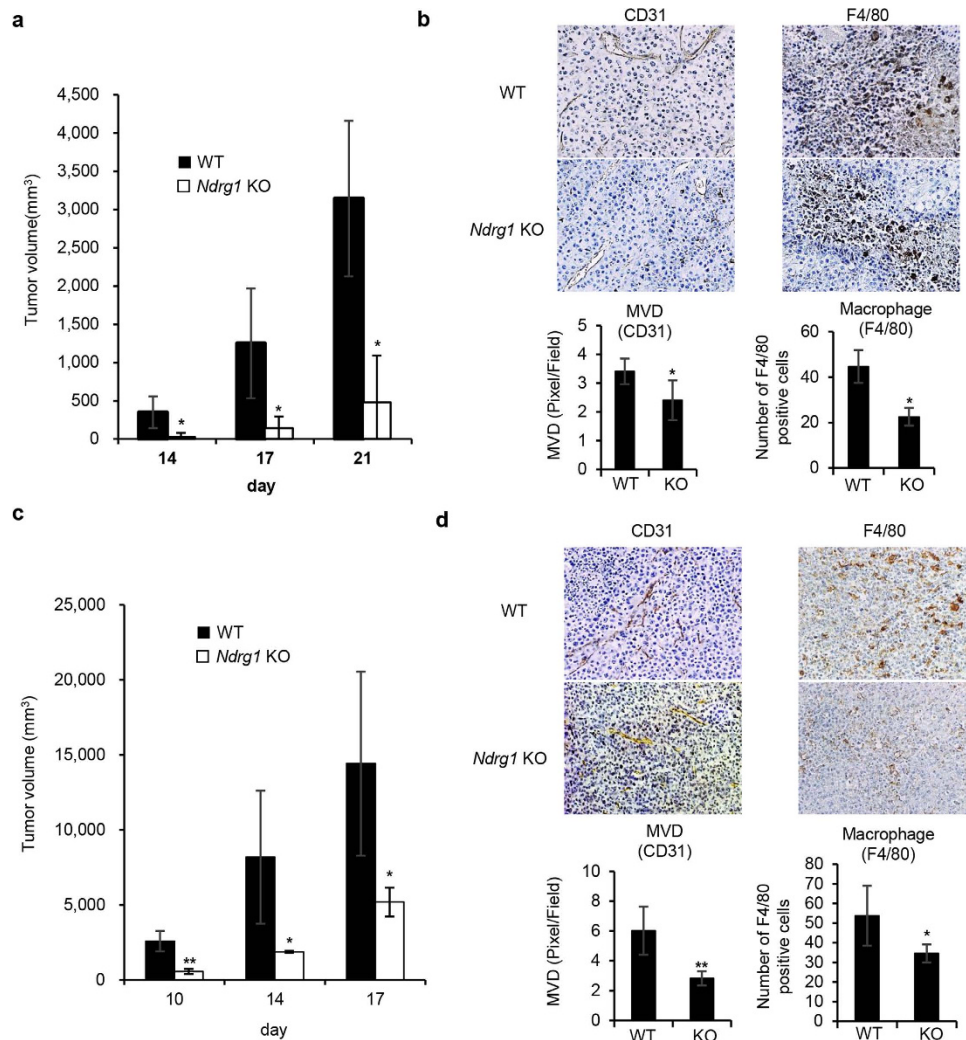 a
4,500
4,000
3,500
3,000
2,500
2,000
1,500
1,000
500
0
Tumor volume(mm³)
WT
Ndrg1 KO
*
*
*
14 17 21
day
b
CD31 F4/80
WT
Ndrg1 KO
MVD
(CD31)
MVD (Pixel/Field)
5
4
3
2
1
0
*
WT KO
Macrophage
(F4/80)
Number of F4/80
positive cells
60
40
20
0
*
WT KO
c
25,000
20,000
15,000
10,000
5,000
0
Tumor volume (mm³)
WT
Ndrg1 KO
**
*
*
10 14 17
day
d
CD31 F4/80
WT
Ndrg1 KO
MVD
(CD31)
MVD (Pixel/Field)
10
8
6
4
2
0
**
WT KO
Macrophage
(F4/80)
Number of F4/80
positive cells
80
70
60
50
40
30
20
10
0
*
WT KO